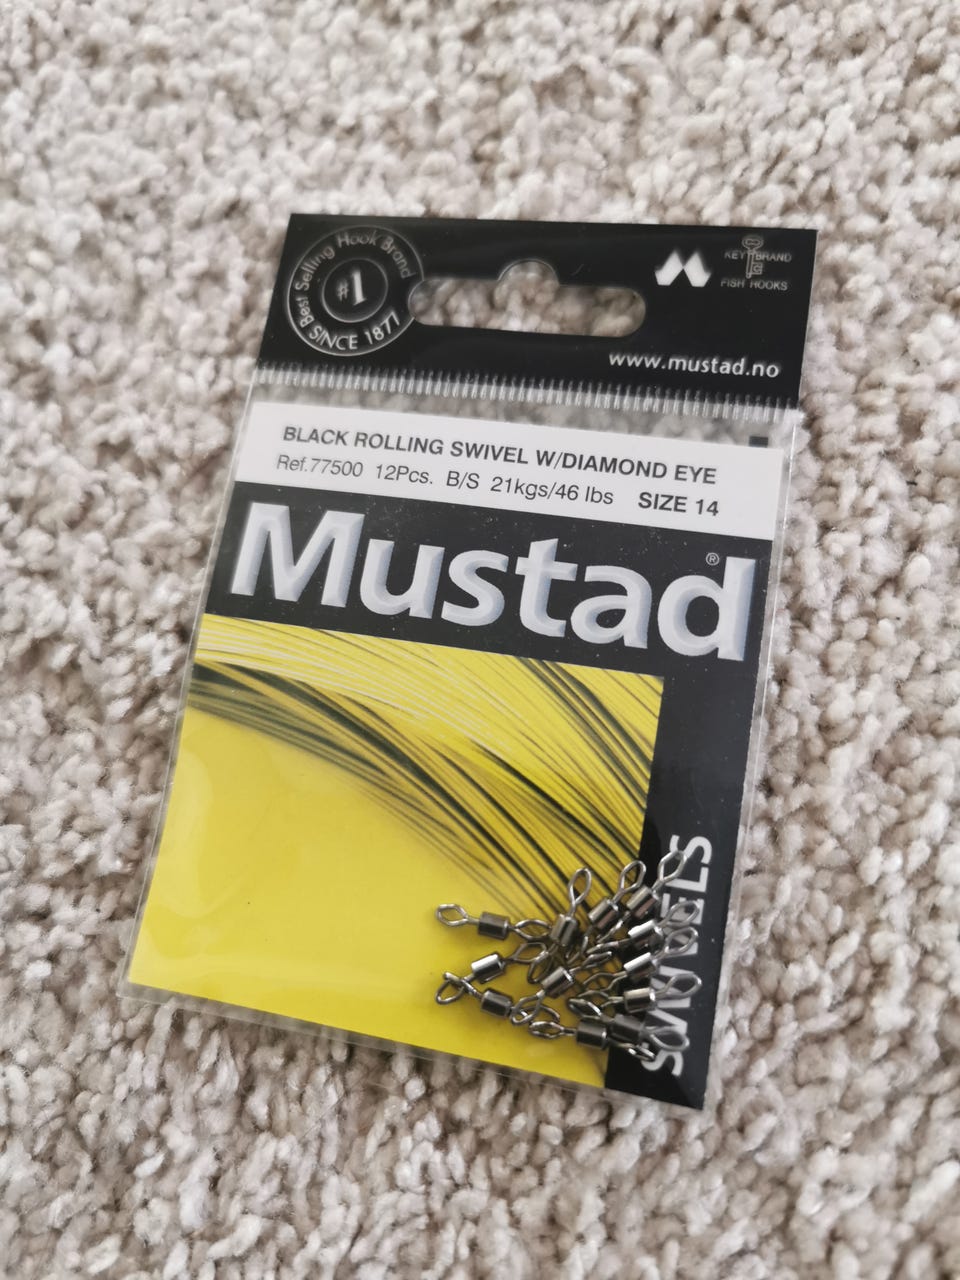 Best Selling Hook Brand
#1
SINCE 1877
KEY BRAND
FISH HOOKS
www.mustad.no
BLACK ROLLING SWIVEL W/DIAMOND EYE
Ref.77500 12Pcs. B/S 21kgs/46 lbs SIZE 14
Mustad®
SWIVELS